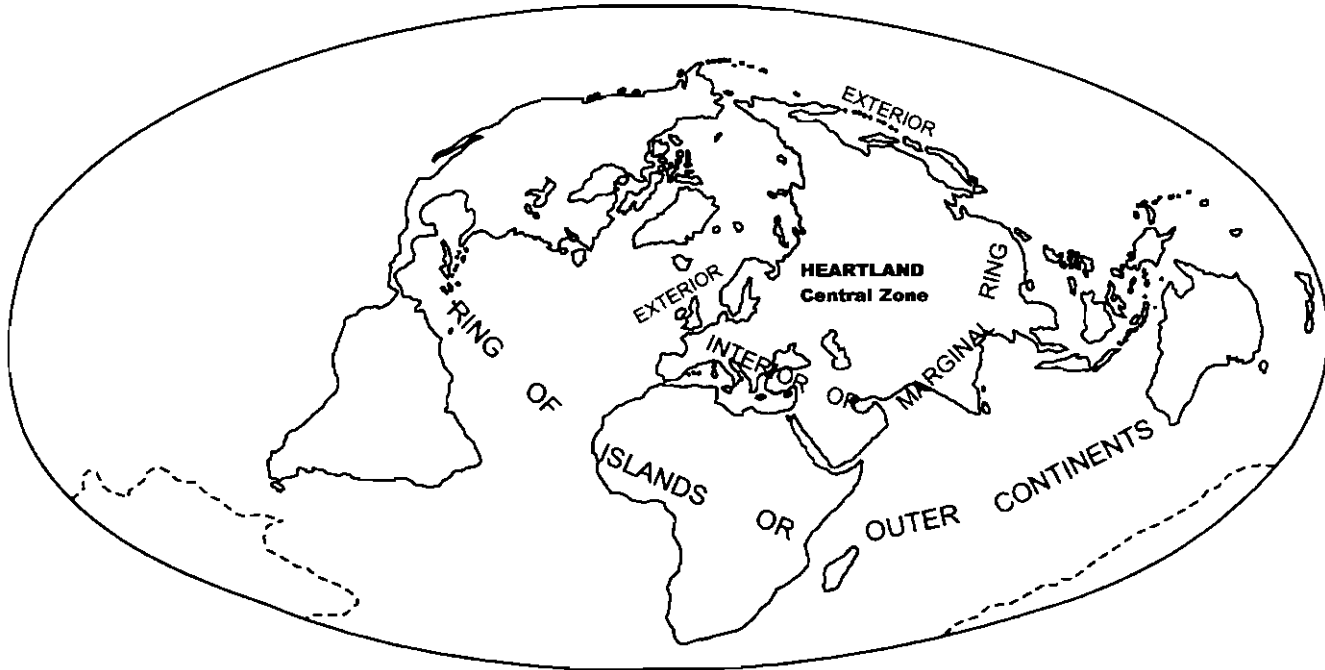 EXTERIOR
HEARTLAND
Central Zone
EXTERIOR
INTERIOR OR MARGINAL RING
RING OF ISLANDS OR OUTER CONTINENTS